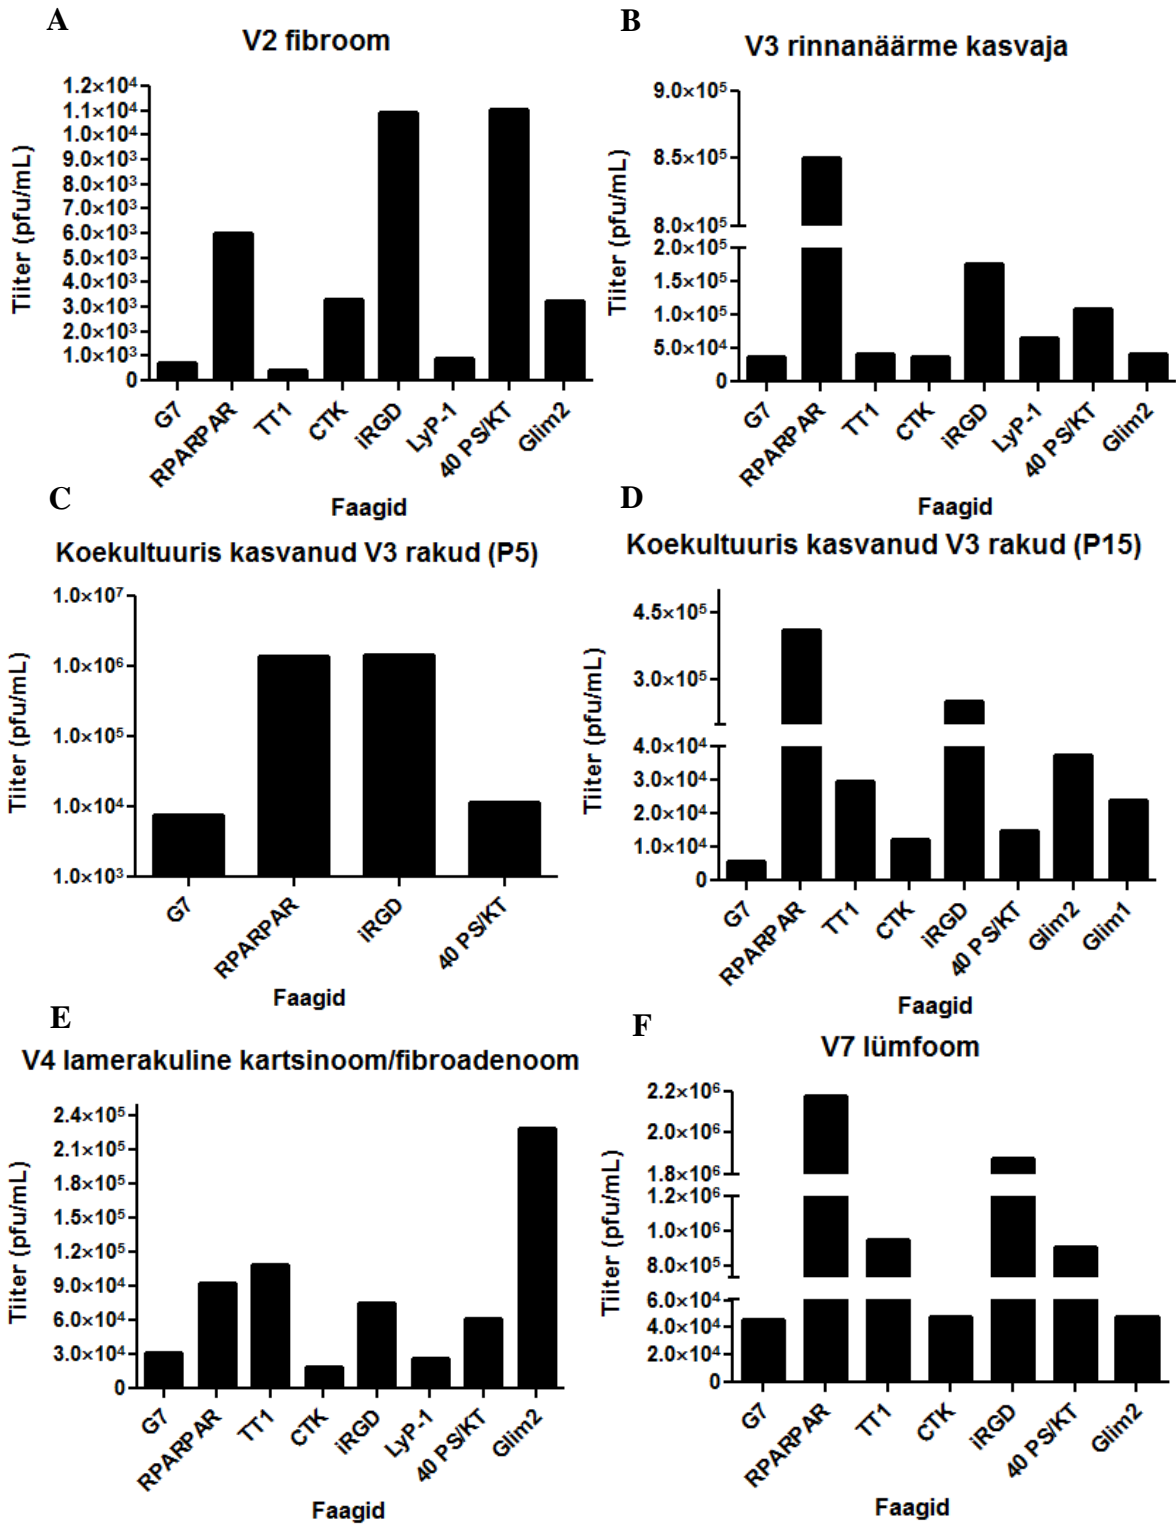 A
V2 fibroom
Tiiter (pfu/mL)
1.2×10⁴
1.1×10⁴
1.0×10⁴
9.0×10³
8.0×10³
7.0×10³
6.0×10³
5.0×10³
4.0×10³
3.0×10³
2.0×10³
1.0×10³
0
G7
RPARPAR
TT1
CTK
iRGD
LyP-1
40 PS/KT
Glim2
Faagid
B
V3 rinnanäärme kasvaja
Tiiter (pfu/mL)
9.0×10⁵
8.5×10⁵
8.0×10⁵
2.0×10⁵
1.5×10⁵
1.0×10⁵
5.0×10⁴
0
G7
RPARPAR
TT1
CTK
iRGD
LyP-1
40 PS/KT
Glim2
Faagid
C
Koekultuuris kasvanud V3 rakud (P5)
Tiiter (pfu/mL)
1.0×10⁷
1.0×10⁶
1.0×10⁵
1.0×10⁴
1.0×10³
G7
RPARPAR
iRGD
40 PS/KT
Faagid
D
Koekultuuris kasvanud V3 rakud (P15)
Tiiter (pfu/mL)
4.5×10⁵
3.0×10⁵
4.0×10⁴
3.0×10⁴
2.0×10⁴
1.0×10⁴
0
G7
RPARPAR
TT1
CTK
iRGD
40 PS/KT
Glim2
Glim1
Faagid
E
V4 lamerakuline kartsinoom/fibroadenoom
Tiiter (pfu/mL)
2.4×10⁵
2.1×10⁵
1.8×10⁵
1.5×10⁵
1.2×10⁵
9.0×10⁴
6.0×10⁴
3.0×10⁴
0
G7
RPARPAR
TT1
CTK
iRGD
LyP-1
40 PS/KT
Glim2
Faagid
F
V7 lümfoom
Tiiter (pfu/mL)
2.2×10⁶
2.0×10⁶
1.8×10⁶
1.2×10⁶
1.0×10⁶
8.0×10⁵
6.0×10⁴
4.0×10⁴
2.0×10⁴
0
G7
RPARPAR
TT1
CTK
iRGD
40 PS/KT
Glim2
Faagid